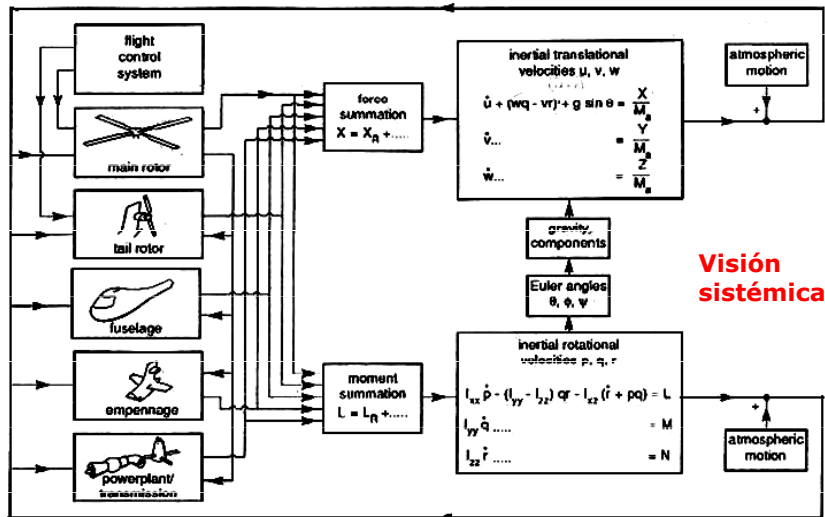 flight
control
system
main rotor
tail rotor
fuselage
empennage
powerplant/
transmission
force
summation
X = X_R + .....
moment
summation
L = L_R + .....
inertial translational
velocities u, v, w
u̇ + (wq - vr) + g sin θ = X/M_a
v̇... = Y/M_a
ẇ... = Z/M_a
gravity
components
Euler angles
θ, ϕ, ψ
inertial rotational
velocities p, q, r
I_xx ṗ - (I_yy - I_zz) qr - I_xz (ṙ + pq) = L
I_yy q̇ ..... = M
I_zz ṙ ..... = N
atmospheric
motion
+
atmospheric
motion
+
Visión
sistémica